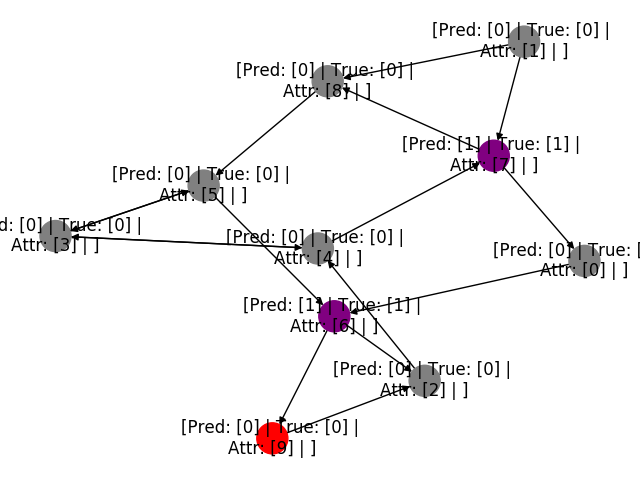 [Pred: [0] | True: [0] |
Attr: [1] | ]
[Pred: [0] | True: [0] |
Attr: [8] | ]
[Pred: [1] | True: [1] |
Attr: [7] | ]
[Pred: [0] | True: [0] |
Attr: [5] | ]
d: [0] | True: [0] |
Attr: [3] | ]
[Pred: [0] | True: [0] |
Attr: [4] | ]
[Pred: [0] | True: [
Attr: [0] | ]
[Pred: [1] | True: [1] |
Attr: [6] | ]
[Pred: [0] | True: [0] |
Attr: [2] | ]
[Pred: [0] | True: [0] |
Attr: [9] | ]